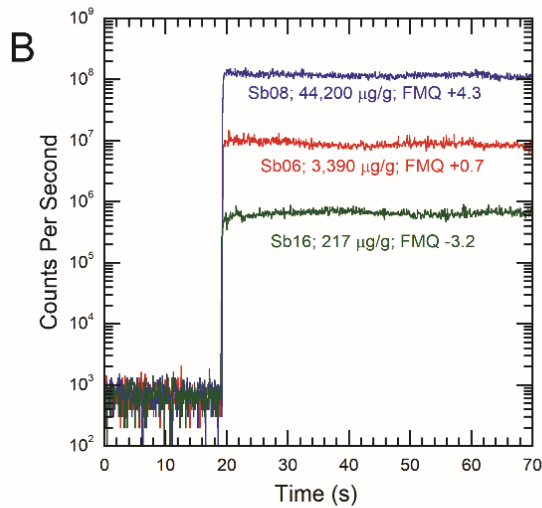 B
10⁹
10⁸
10⁷
10⁶
10⁵
10⁴
10³
10²
Counts Per Second
Sb08; 44,200 µg/g; FMQ +4.3
Sb06; 3,390 µg/g; FMQ +0.7
Sb16; 217 µg/g; FMQ -3.2
0 10 20 30 40 50 60 70
Time (s)